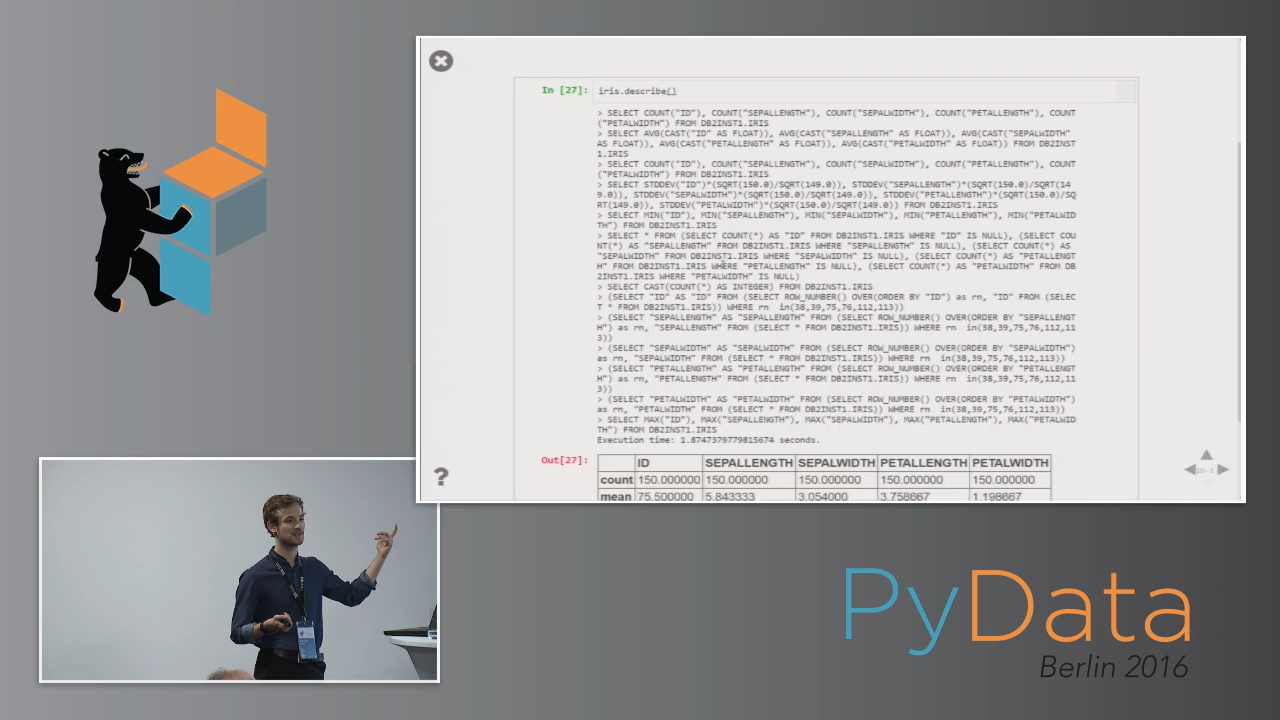 In [27]:
iris.describe()
> SELECT COUNT("ID"), COUNT("SEPALLENGTH"), COUNT("SEPALWIDTH"), COUNT("PETALLENGTH"), COUNT
("PETALWIDTH") FROM DB2INST1.IRIS
> SELECT AVG(CAST("ID" AS FLOAT)), AVG(CAST("SEPALLENGTH" AS FLOAT)), AVG(CAST("SEPALWIDTH"
AS FLOAT)), AVG(CAST("PETALLENGTH" AS FLOAT)), AVG(CAST("PETALWIDTH" AS FLOAT)) FROM DB2INST
1.IRIS
> SELECT COUNT("ID"), COUNT("SEPALLENGTH"), COUNT("SEPALWIDTH"), COUNT("PETALLENGTH"), COUNT
("PETALWIDTH") FROM DB2INST1.IRIS
> SELECT STDDEV("ID")*(SQRT(150.0)/SQRT(149.0)), STDDEV("SEPALLENGTH")*(SQRT(150.0)/SQRT(14
9.0)), STDDEV("SEPALWIDTH")*(SQRT(150.0)/SQRT(149.0)), STDDEV("PETALLENGTH")*(SQRT(150.0)/SQ
RT(149.0)), STDDEV("PETALWIDTH")*(SQRT(150.0)/SQRT(149.0)) FROM DB2INST1.IRIS
> SELECT MIN("ID"), MIN("SEPALLENGTH"), MIN("SEPALWIDTH"), MIN("PETALLENGTH"), MIN("PETALWID
TH") FROM DB2INST1.IRIS
> SELECT * FROM (SELECT COUNT(*) AS "ID" FROM DB2INST1.IRIS WHERE "ID" IS NULL), (SELECT COU
NT(*) AS "SEPALLENGTH" FROM DB2INST1.IRIS WHERE "SEPALLENGTH" IS NULL), (SELECT COUNT(*) AS
"SEPALWIDTH" FROM DB2INST1.IRIS WHERE "SEPALWIDTH" IS NULL), (SELECT COUNT(*) AS "PETALLENGT
H" FROM DB2INST1.IRIS WHERE "PETALLENGTH" IS NULL), (SELECT COUNT(*) AS "PETALWIDTH" FROM DB
2INST1.IRIS WHERE "PETALWIDTH" IS NULL)
> SELECT CAST(COUNT(*) AS INTEGER) FROM DB2INST1.IRIS
> (SELECT "ID" AS "ID" FROM (SELECT ROW_NUMBER() OVER(ORDER BY "ID") as rn, "ID" FROM (SELEC
T * FROM DB2INST1.IRIS)) WHERE rn in(38,39,75,76,112,113))
> (SELECT "SEPALLENGTH" AS "SEPALLENGTH" FROM (SELECT ROW_NUMBER() OVER(ORDER BY "SEPALLENGT
H") as rn, "SEPALLENGTH" FROM (SELECT * FROM DB2INST1.IRIS)) WHERE rn in(38,39,75,76,112,11
3))
> (SELECT "SEPALWIDTH" AS "SEPALWIDTH" FROM (SELECT ROW_NUMBER() OVER(ORDER BY "SEPALWIDTH")
as rn, "SEPALWIDTH" FROM (SELECT * FROM DB2INST1.IRIS)) WHERE rn in(38,39,75,76,112,113))
> (SELECT "PETALLENGTH" AS "PETALLENGTH" FROM (SELECT ROW_NUMBER() OVER(ORDER BY "PETALLENGT
H") as rn, "PETALLENGTH" FROM (SELECT * FROM DB2INST1.IRIS)) WHERE rn in(38,39,75,76,112,11
3))
> (SELECT "PETALWIDTH" AS "PETALWIDTH" FROM (SELECT ROW_NUMBER() OVER(ORDER BY "PETALWIDTH")
as rn, "PETALWIDTH" FROM (SELECT * FROM DB2INST1.IRIS)) WHERE rn in(38,39,75,76,112,113))
> SELECT MAX("ID"), MAX("SEPALLENGTH"), MAX("SEPALWIDTH"), MAX("PETALLENGTH"), MAX("PETALWID
TH") FROM DB2INST1.IRIS
Execution time: 1.8747379779815674 seconds.
Out[27]:
ID SEPALLENGTH SEPALWIDTH PETALLENGTH PETALWIDTH
count 150.000000 150.000000 150.000000 150.000000 150.000000
mean 75.500000 5.843333 3.054000 3.758667 1.198667
?
PyData
Berlin 2016